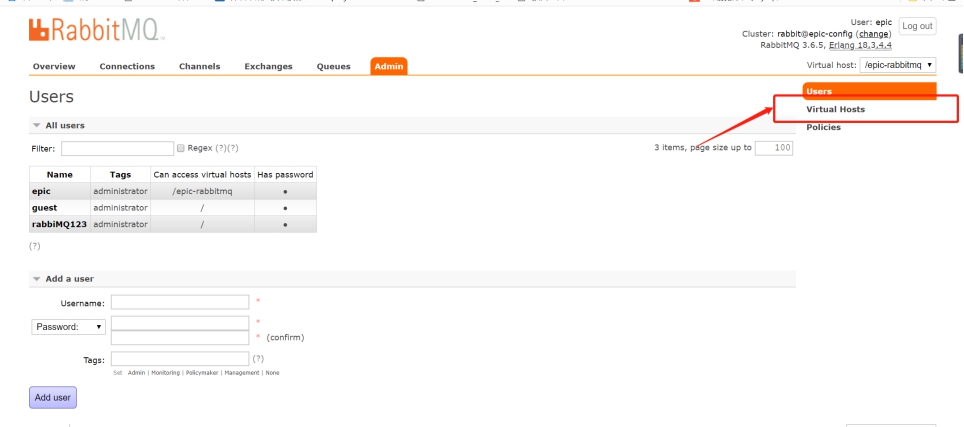 RabbitMQ
User: epic
Log out
Cluster: rabbit@epic-config (change)
RabbitMQ 3.6.5, Erlang 18.3.4.4
Overview Connections Channels Exchanges Queues Admin
Virtual host: /epic-rabbitmq
Users
Users
Virtual Hosts
Policies
All users
Filter: Regex (?)(?)
3 items, page size up to 100
Name Tags Can access virtual hosts Has password
epic administrator /epic-rabbitmq ●
guest administrator / ●
rabbiMQ123 administrator / ●
(?)
Add a user
Username: *
Password: *
* (confirm)
Tags: (?)
Set Admin | Monitoring | Policymaker | Management | None
Add user